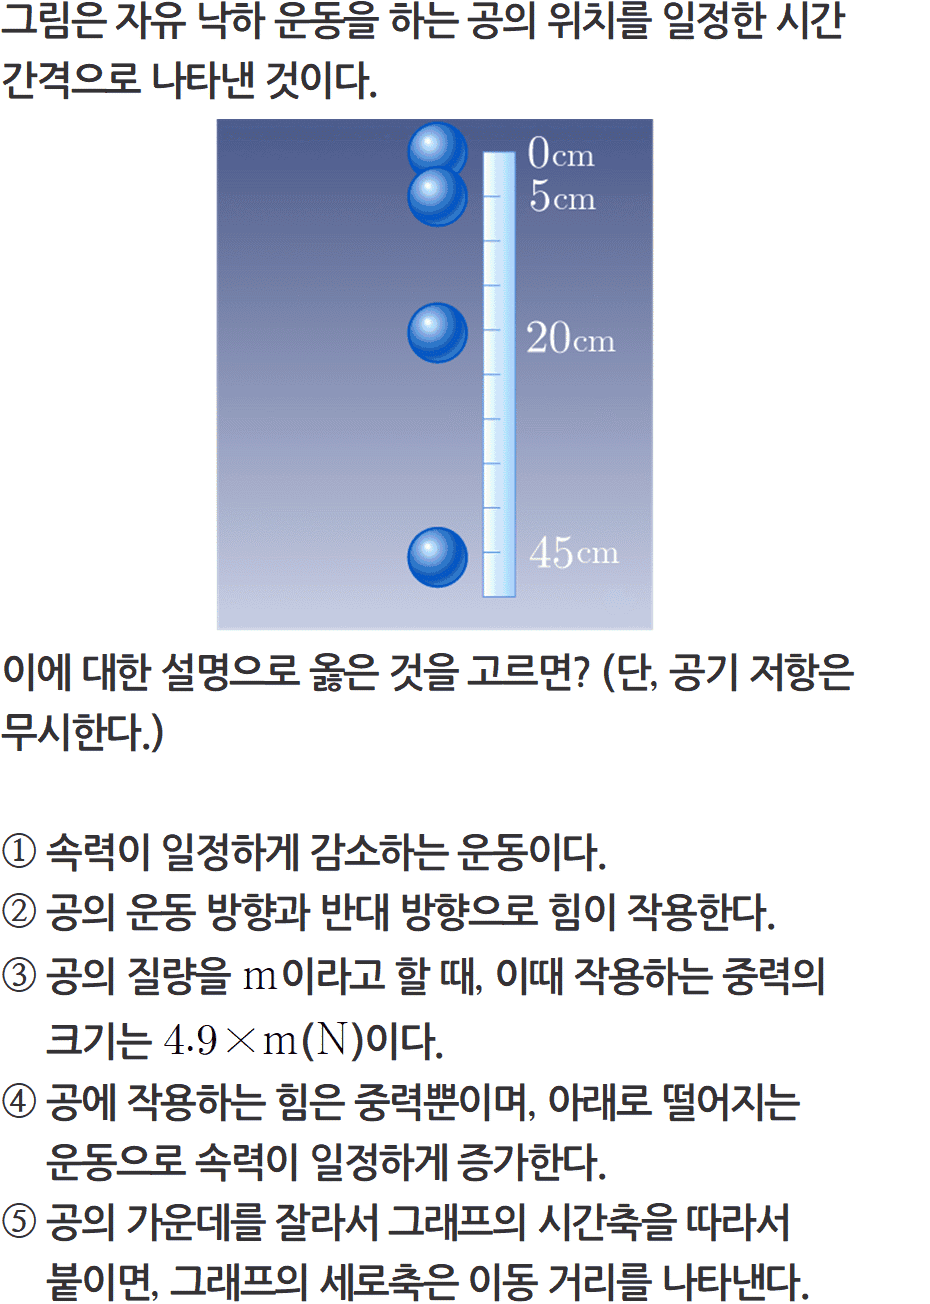 그림은 자유 낙하 운동을 하는 공의 위치를 일정한 시간
간격으로 나타낸 것이다.
0cm
5cm
20cm
45cm
이에 대한 설명으로 옳은 것을 고르면? (단, 공기 저항은
무시한다.)
① 속력이 일정하게 감소하는 운동이다.
② 공의 운동 방향과 반대 방향으로 힘이 작용한다.
③ 공의 질량을 m이라고 할 때, 이때 작용하는 중력의
크기는 4.9×m(N)이다.
④ 공에 작용하는 힘은 중력뿐이며, 아래로 떨어지는
운동으로 속력이 일정하게 증가한다.
⑤ 공의 가운데를 잘라서 그래프의 시간축을 따라서
붙이면, 그래프의 세로축은 이동 거리를 나타낸다.